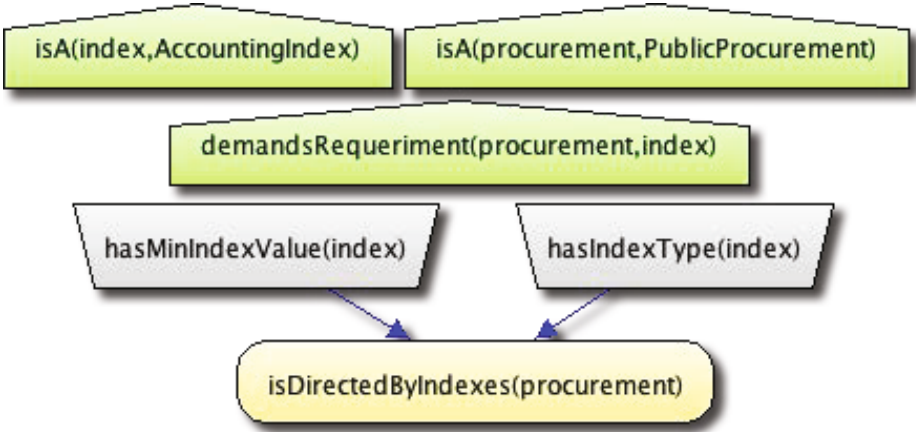 isA(index,AccountingIndex)
isA(procurement,PublicProcurement)
demandsRequeriment(procurement,index)
hasMinIndexValue(index)
hasIndexType(index)
isDirectedByIndexes(procurement)